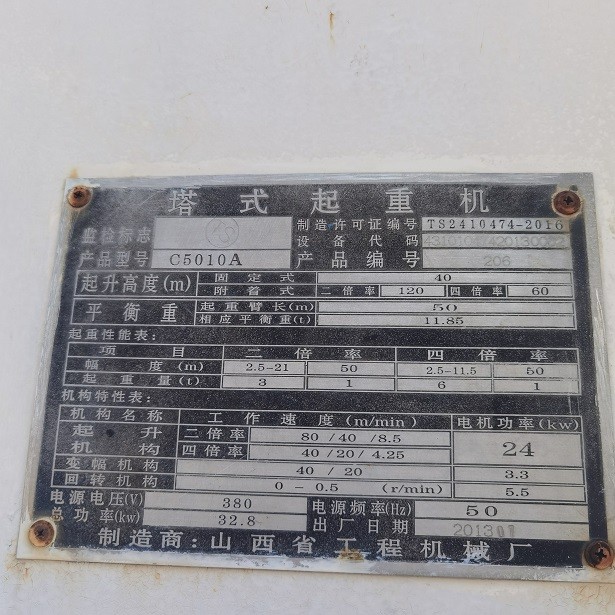 塔式起重机
监检标志 制造许可证编号 TS2410474-2016
设备代码
产品型号 C5010A 产品编号 206
起升高度(m) 固定式 40
附着式 二倍率 120 四倍率 60
平衡重 起重臂长(m) 50
相应平衡重(t) 11.85
起重性能表:
项目 二倍率 四倍率
幅度(m) 2.5-21 50 2.5-11.5 50
起重量(t) 3 1 6 1
机构特性表:
机构名称 工作速度(m/min) 电机功率(kw)
起升机构 二倍率 80/40/8.5 24
四倍率 40/20/4.25
变幅机构 40/20 3.3
回转机构 0-0.5 (r/min) 5.5
电源电压(V) 380 电源频率(Hz) 50
总功率(kw) 32.8 出厂日期 201301
制造商:山西省工程机械厂